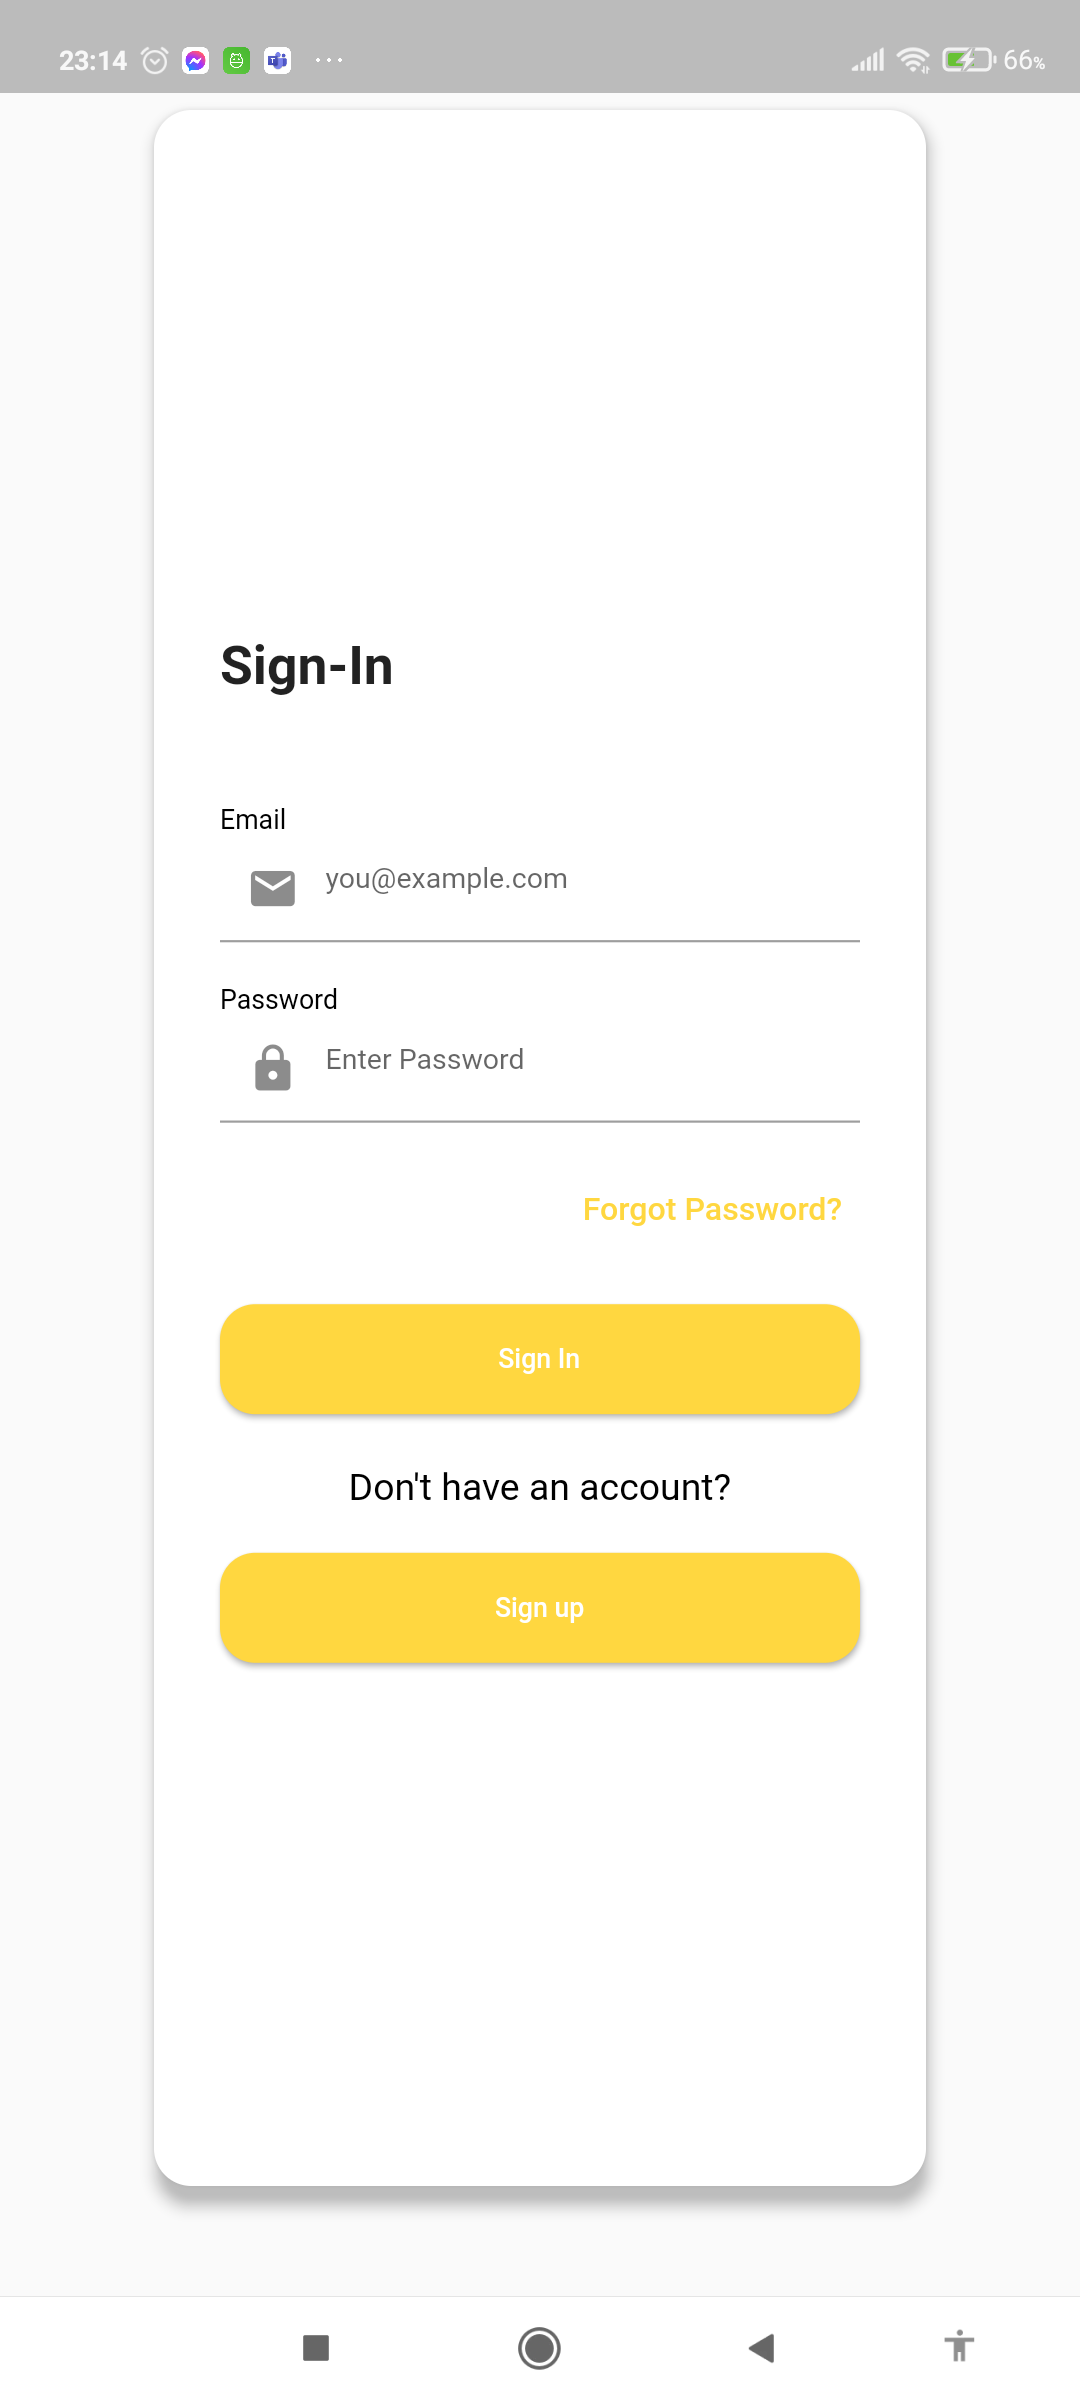 23:14 66%
Sign-In
Email
you@example.com
Password
Enter Password
Forgot Password?
Sign In
Don't have an account?
Sign up